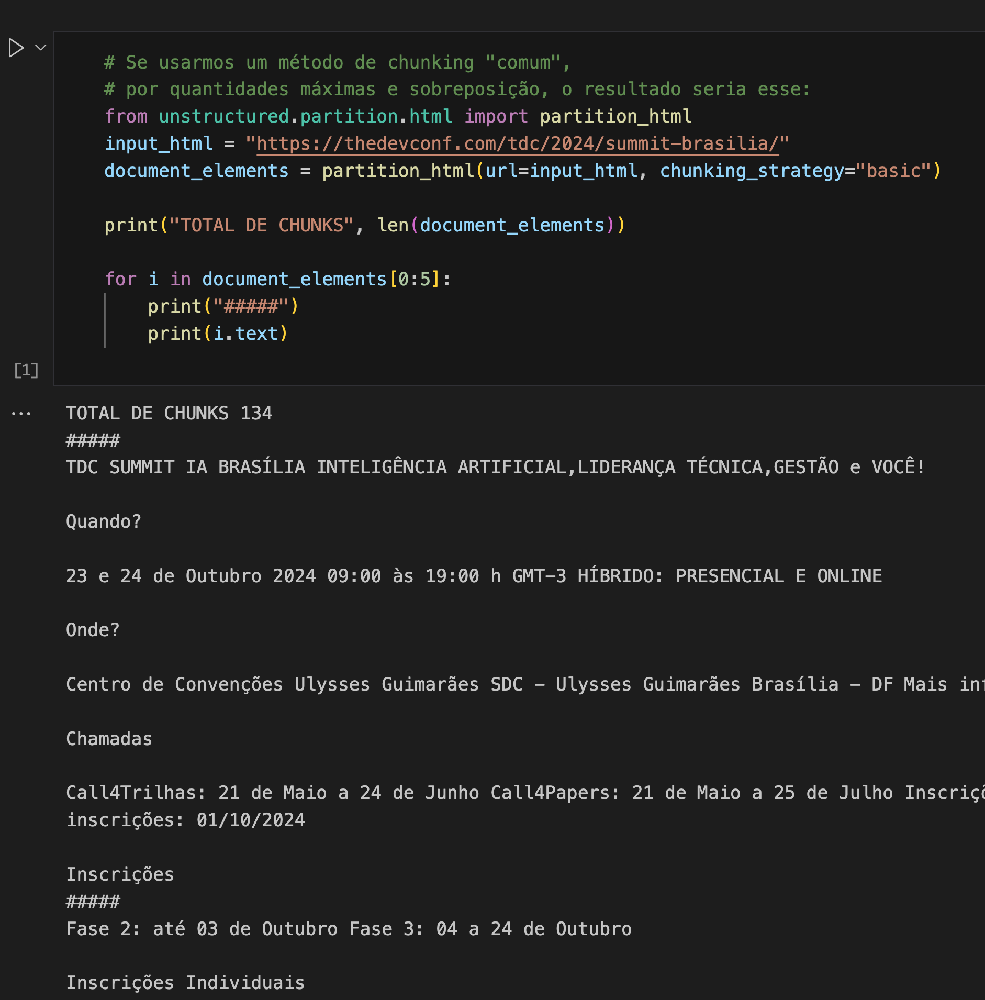 # Se usarmos um método de chunking "comum",
# por quantidades máximas e sobreposição, o resultado seria esse:
from unstructured.partition.html import partition_html
input_html = "https://thedevconf.com/tdc/2024/summit-brasilia/"
document_elements = partition_html(url=input_html, chunking_strategy="basic")
print("TOTAL DE CHUNKS", len(document_elements))
for i in document_elements[0:5]:
    print("#####")
    print(i.text)
[1]
TOTAL DE CHUNKS 134
#####
TDC SUMMIT IA BRASÍLIA INTELIGÊNCIA ARTIFICIAL,LIDERANÇA TÉCNICA,GESTÃO e VOCÊ!
Quando?
23 e 24 de Outubro 2024 09:00 às 19:00 h GMT-3 HÍBRIDO: PRESENCIAL E ONLINE
Onde?
Centro de Convenções Ulysses Guimarães SDC - Ulysses Guimarães Brasília - DF Mais
Chamadas
Call4Trilhas: 21 de Maio a 24 de Junho Call4Papers: 21 de Maio a 25 de Julho
inscrições: 01/10/2024
Inscrições
#####
Fase 2: até 03 de Outubro Fase 3: 04 a 24 de Outubro
Inscrições Individuais